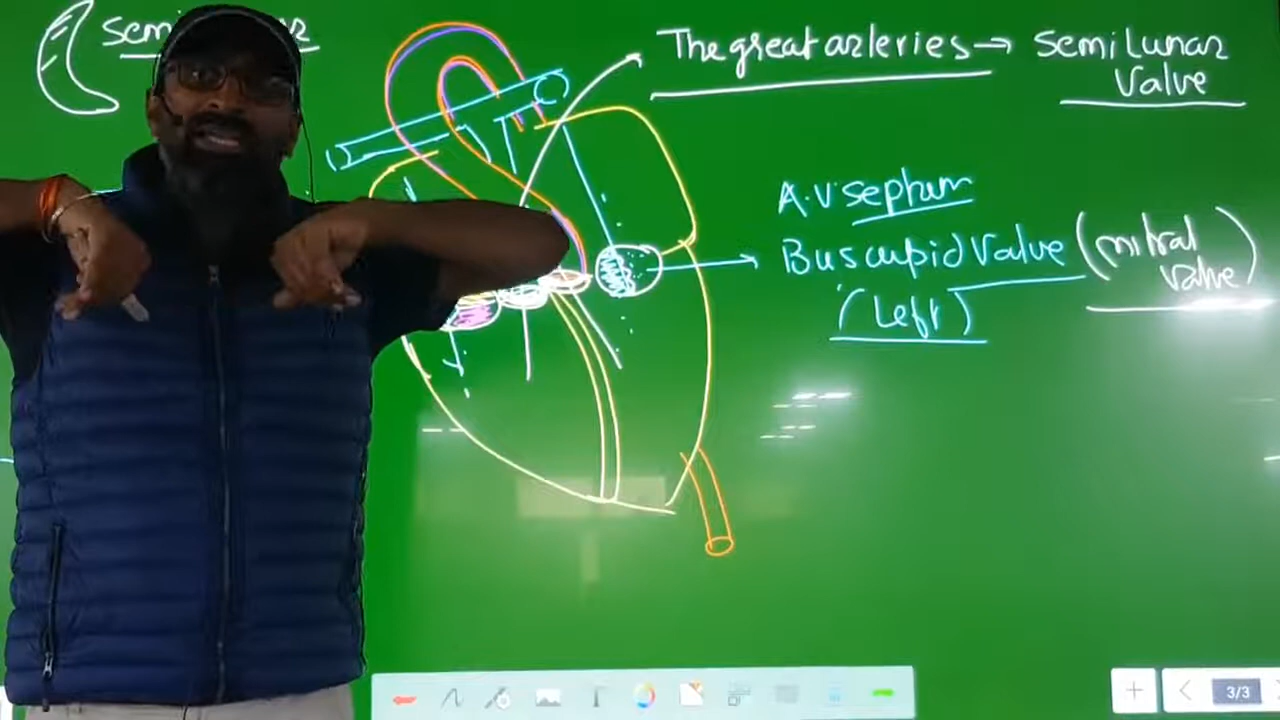 The great arteries → Semi Lunar
Valve
A.V septum
Buscupid Valve (mitral
valve)
(Left)
3/3